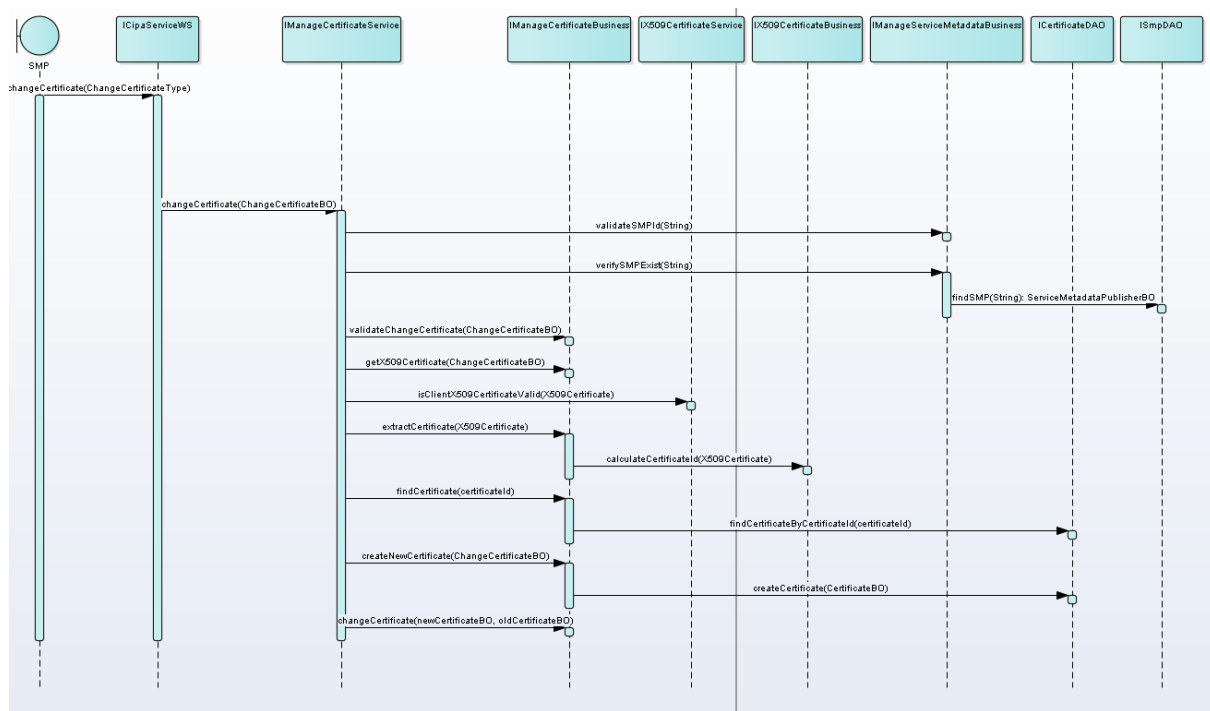 ICipaServiceWS
IManageCertificateService
IManageCertificateBusiness
IX509CertificateService
IX509CertificateBusiness
IManageServiceMetadataBusiness
ICertificateDAO
ISmpDAO
SMP
changeCertificate(ChangeCertificateType)
changeCertificate(ChangeCertificateBO)
validateSMPId(String)
verifySMPExist(String)
findSMP(String): ServiceMetadataPublisherBO
validateChangeCertificate(ChangeCertificateBO)
getX509Certificate(ChangeCertificateBO)
isClientX509CertificateValid(X509Certificate)
extractCertificate(X509Certificate)
calculateCertificateId(X509Certificate)
findCertificate(certificateId)
findCertificateByCertificateId(certificateId)
createNewCertificate(ChangeCertificateBO)
createCertificate(CertificateBO)
changeCertificate(newCertificateBO, oldCertificateBO)